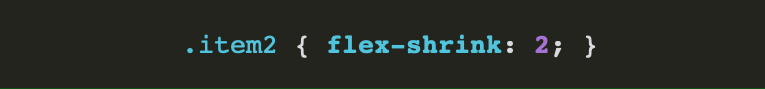 .item2 { flex-shrink: 2; }